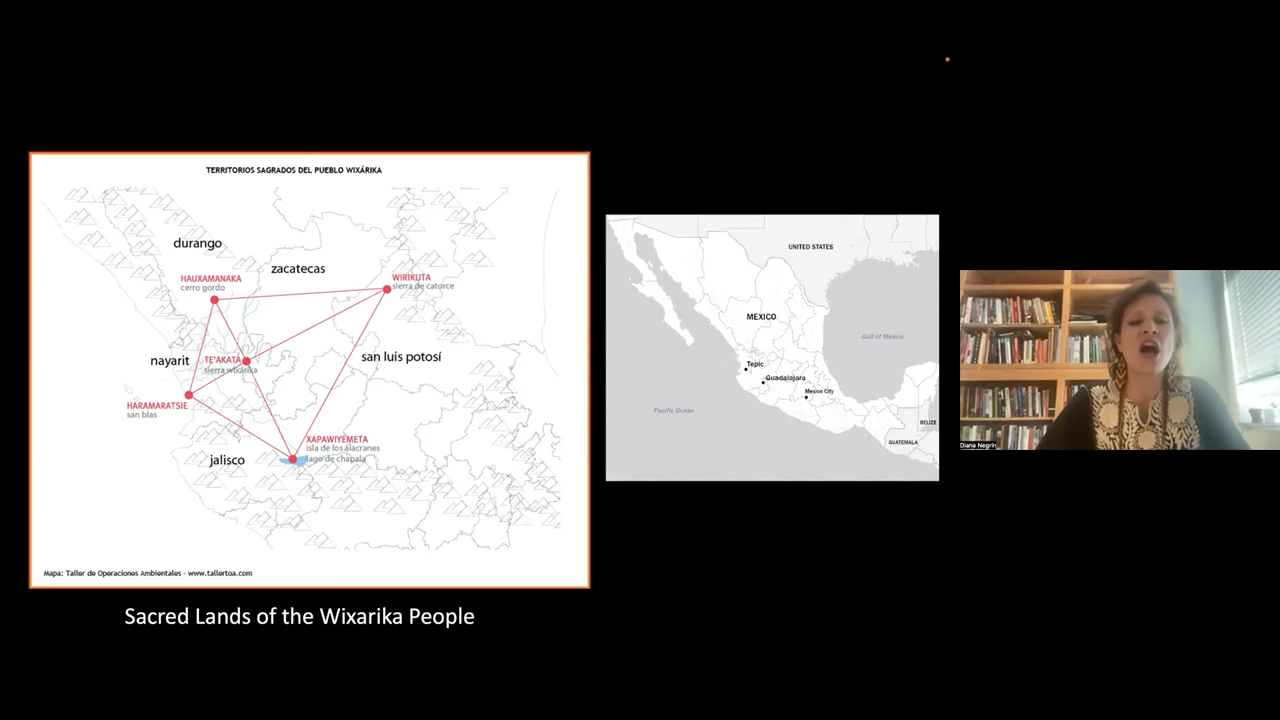 TERRITORIOS SAGRADOS DEL PUEBLO WIXÁRIKA
durango
zacatecas
HAUXAMANAKA
cerro gordo
WIRIKUTA
sierra de catorce
nayarit
TE'AKATA
sierra wixárika
san luis potosí
HARAMARATSIE
san blas
XAPAWIYEMETA
isla de los alacranes
lago de chapala
jalisco
Mapa: Taller de Operaciones Ambientales - www.tallertoa.com
Sacred Lands of the Wixarika People
UNITED STATES
MEXICO
Gulf of Mexico
Tepic
Guadalajara
Mexico City
Pacific Ocean
BELIZE
GUATEMALA
Diana Negrín